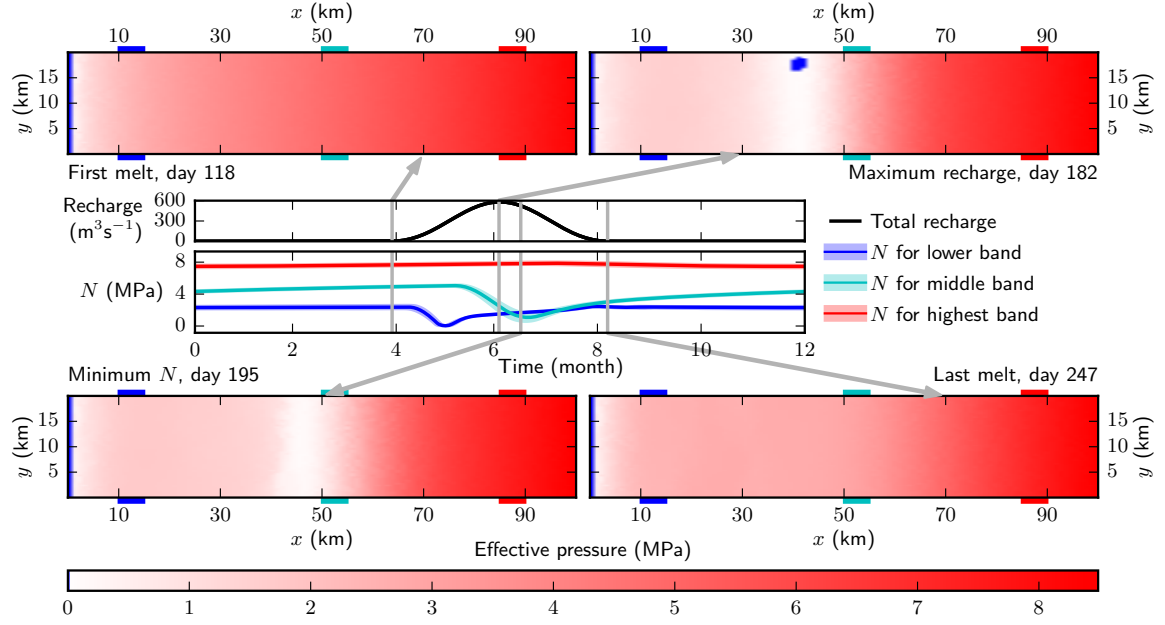 x (km) x (km)
10 30 50 70 90 10 30 50 70 90
y (km) 15 10 5 15 10 5 y (km)
First melt, day 118 Maximum recharge, day 182
Recharge (m³s⁻¹) 600 300 0
N (MPa) 8 4 0
0 2 4 6 8 10 12
Time (month)
Total recharge
N for lower band
N for middle band
N for highest band
Minimum N, day 195 Last melt, day 247
y (km) 15 10 5 15 10 5 y (km)
10 30 50 70 90 10 30 50 70 90
x (km) x (km)
Effective pressure (MPa)
0 1 2 3 4 5 6 7 8